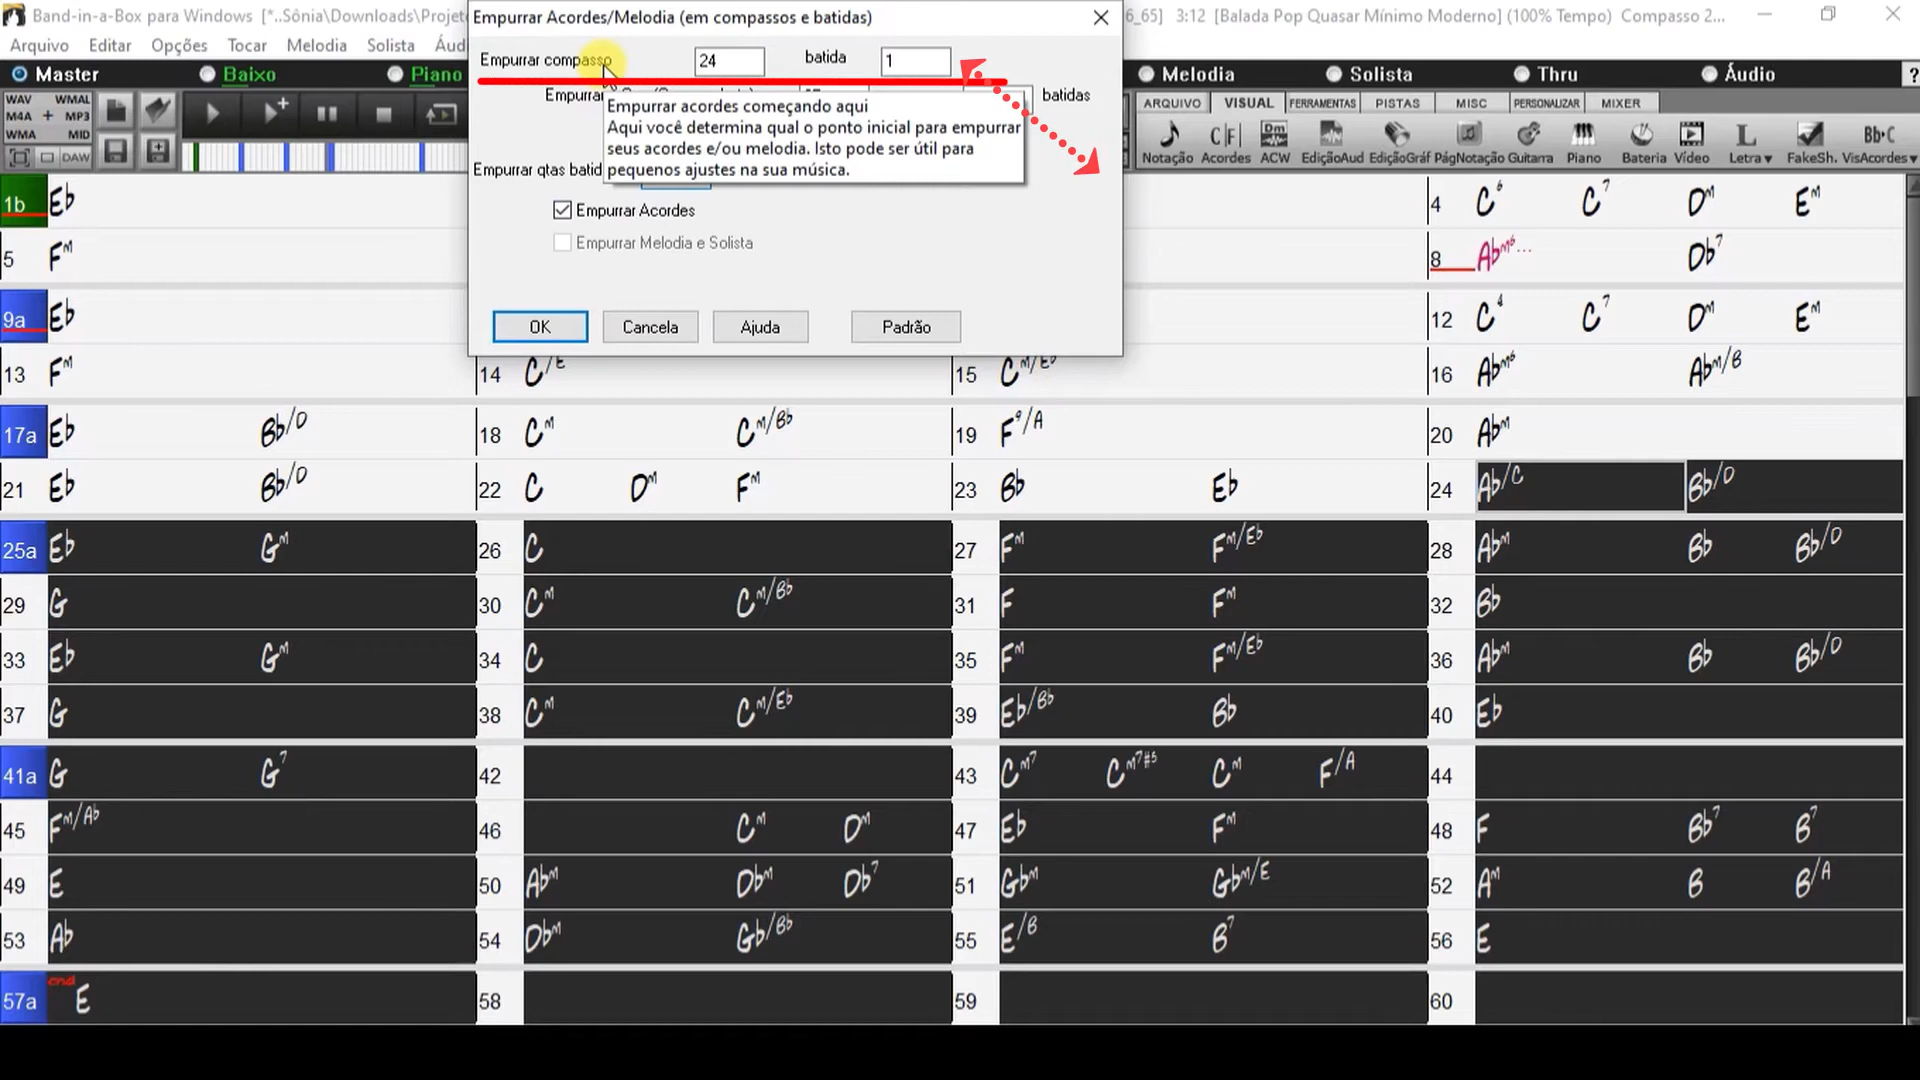 Band-in-a-Box para Windows [*..Sônia\Downloads\Projet
6_65] 3:12 [Balada Pop Quasar Mínimo Moderno] (100% Tempo) Compasso 2...
Arquivo Editar Opções Tocar Melodia Solista Áud
Master Baixo Piano Melodia Solista Thru Áudio ?
WAV WMA
M4A + MP3
WMA MID
DAW
ARQUIVO VISUAL FERRAMENTAS PISTAS MISC PERSONALIZAR MIXER
Notação Acordes ACW EdiçãoAud EdiçãoGráf PágNotação Guitarra Piano Bateria Vídeo Letra FakeSh. VisAcordes
Empurrar Acordes/Melodia (em compassos e batidas)
Empurrar compasso 24 batida 1
Empurrar batidas
Empurrar acordes começando aqui
Aqui você determina qual o ponto inicial para empurrar
seus acordes e/ou melodia. Isto pode ser útil para
pequenos ajustes na sua música.
Empurrar qtas batid
Empurrar Acordes
Empurrar Melodia e Solista
OK Cancela Ajuda Padrão
1b Eb 4 C6 C7 Dm Em
5 Fm 8 Abm6... Db7
9a Eb 12 C4 C7 Dm Em
13 Fm 14 C/E 15 Cm/Eb 16 Abm6 Abm/B
17a Eb Bb/D 18 Cm Cm/Bb 19 F9/A 20 Abm
21 Eb Bb/D 22 C Dm Fm 23 Bb Eb 24 Ab/C Bb/D
25a Eb Gm 26 C 27 Fm Fm/Eb 28 Abm Bb Bb/D
29 G 30 Cm Cm/Bb 31 F Fm 32 Bb
33 Eb Gm 34 C 35 Fm Fm/Eb 36 Abm Bb Bb/D
37 G 38 Cm Cm/Eb 39 Eb/Bb Bb 40 Eb
41a G G7 42 43 Cm7 Cm7#5 Cm F/A 44
45 Fm/Ab 46 Cm Dm 47 Eb Fm 48 F Bb7 B7
49 E 50 Abm Dbm Db7 51 Gbm Gbm/E 52 Am B B/A
53 Ab 54 Dbm Gb/Bb 55 E/B B7 56 E
57a end E 58 59 60